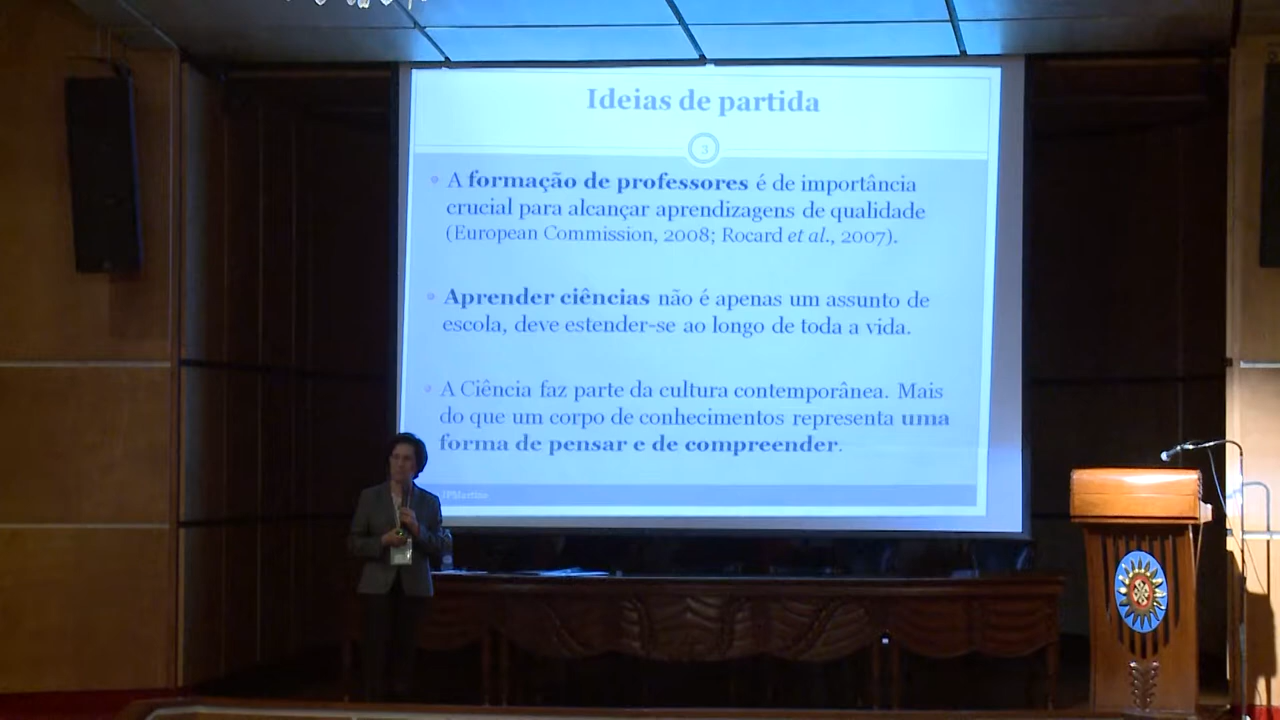 Ideias de partida
3
A formação de professores é de importância
crucial para alcançar aprendizagens de qualidade
(European Commission, 2008; Rocard et al., 2007).
Aprender ciências não é apenas um assunto de
escola, deve estender-se ao longo de toda a vida.
A Ciência faz parte da cultura contemporânea. Mais
do que um corpo de conhecimentos representa uma
forma de pensar e de compreender.
IPMartins